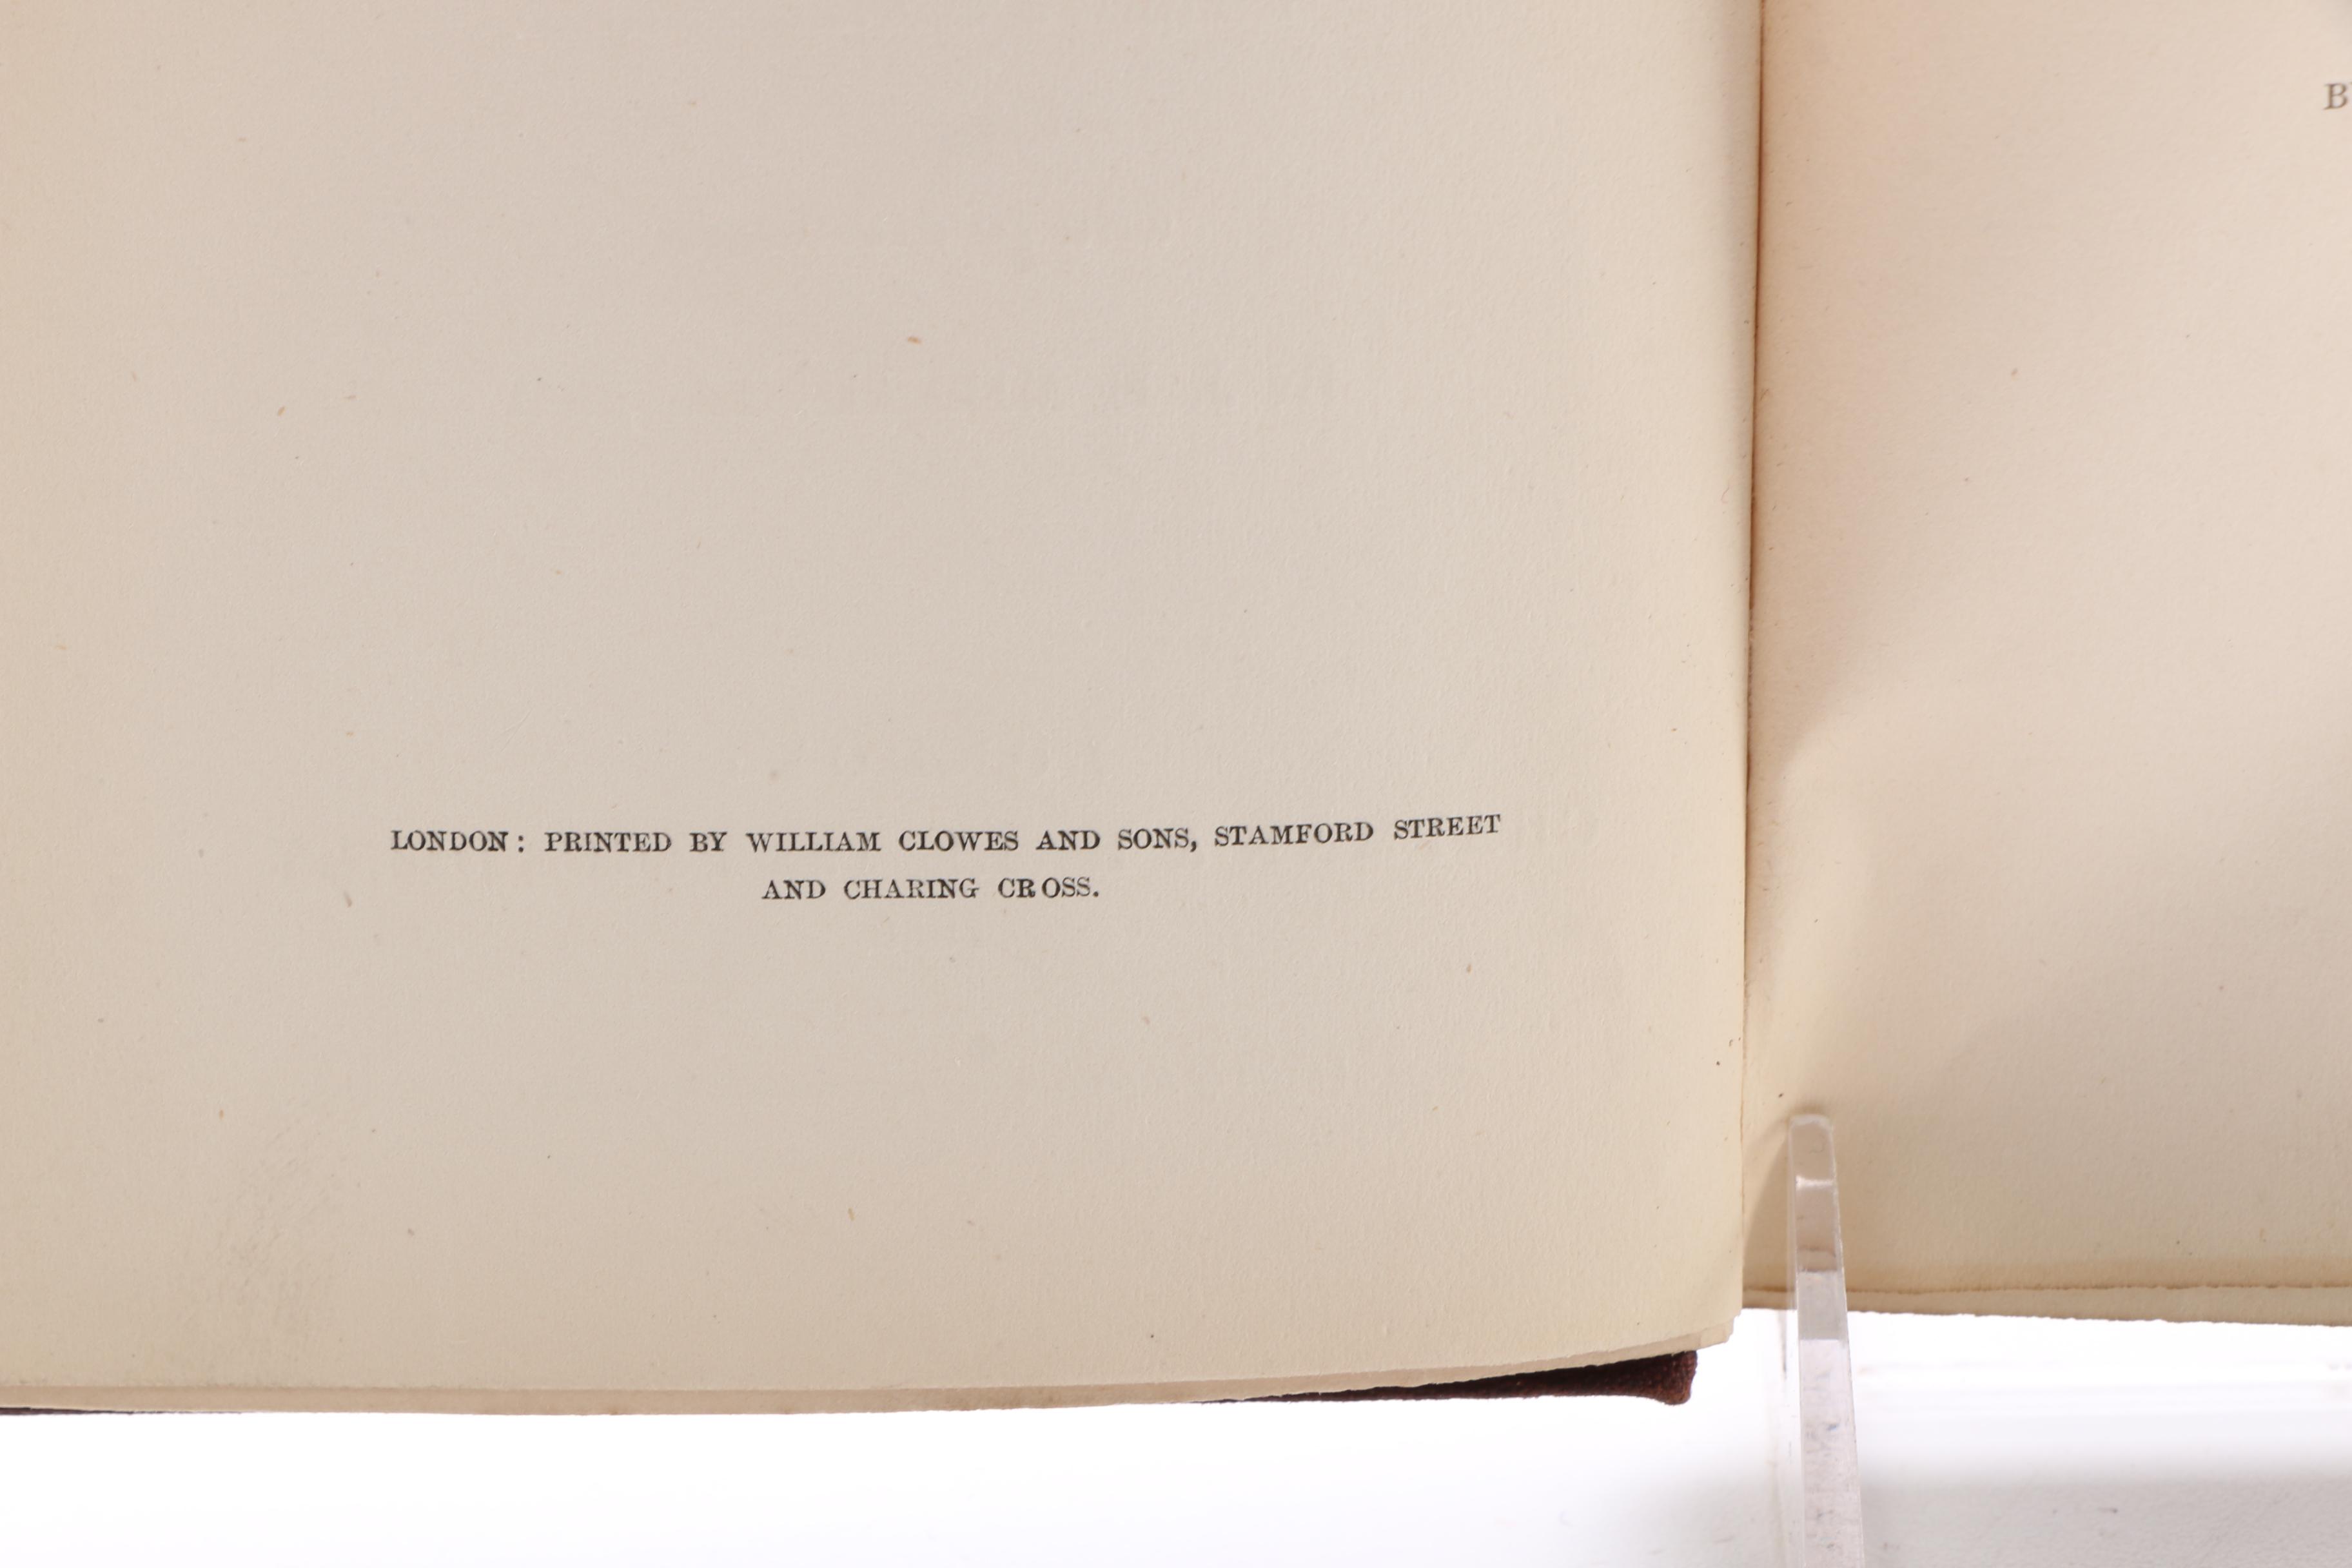 LONDON: PRINTED BY WILLIAM CLOWES AND SONS, STAMFORD STREET
AND CHARING CROSS.